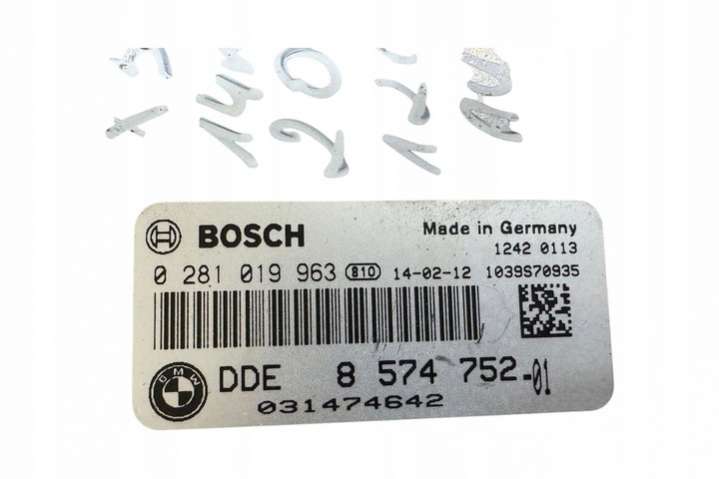 BOSCH
Made in Germany
1242 0113
0 281 019 963 810 14-02-12 1039S70935
BMW
DDE 8 574 752-01
031474642